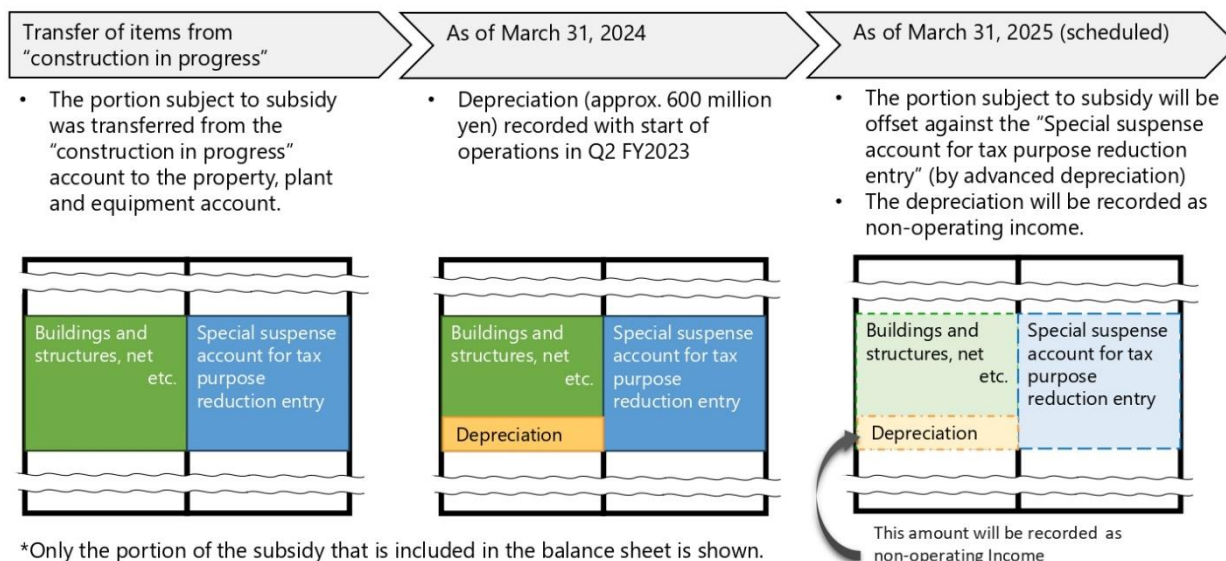 Transfer of items from
“construction in progress”
As of March 31, 2024
As of March 31, 2025 (scheduled)
• The portion subject to subsidy
was transferred from the
“construction in progress”
account to the property, plant
and equipment account.
• Depreciation (approx. 600 million
yen) recorded with start of
operations in Q2 FY2023
• The portion subject to subsidy will be
offset against the “Special suspense
account for tax purpose reduction
entry” (by advanced depreciation)
• The depreciation will be recorded as
non-operating income.
Buildings and
structures, net
etc.
Special suspense
account for tax
purpose
reduction entry
Buildings and
structures, net
etc.
Depreciation
Special suspense
account for tax
purpose
reduction entry
Buildings and
structures, net
etc.
Depreciation
Special suspense
account for tax
purpose
reduction entry
*Only the portion of the subsidy that is included in the balance sheet is shown.
This amount will be recorded as
non-operating Income